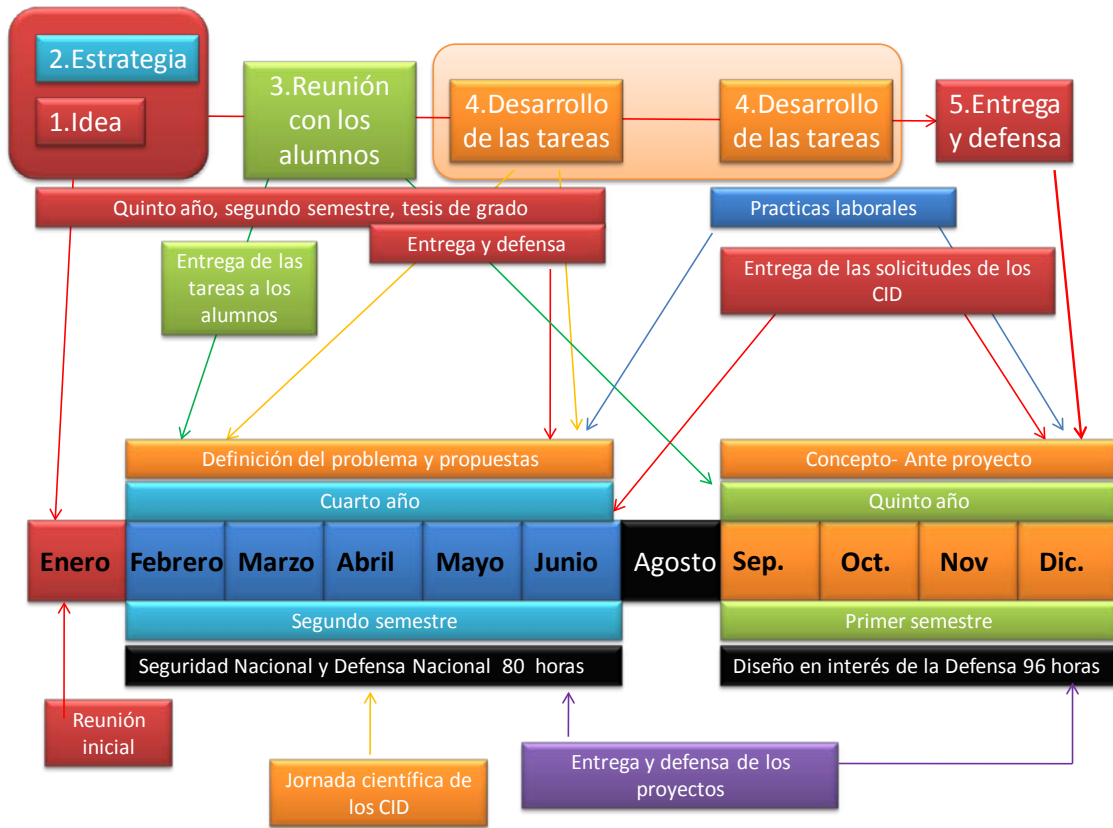 2.Estrategia
1.Idea
3.Reunión
con los
alumnos
4.Desarrollo
de las tareas
4.Desarrollo
de las tareas
5.Entrega
y defensa
Quinto año, segundo semestre, tesis de grado
Entrega y defensa
Practicas laborales
Entrega de las
tareas a los
alumnos
Entrega de las solicitudes de los
CID
Definición del problema y propuestas
Concepto- Ante proyecto
Cuarto año
Quinto año
Enero
Febrero
Marzo
Abril
Mayo
Junio
Agosto
Sep.
Oct.
Nov
Dic.
Segundo semestre
Primer semestre
Seguridad Nacional y Defensa Nacional 80 horas
Diseño en interés de la Defensa 96 horas
Reunión
inicial
Jornada científica de
los CID
Entrega y defensa de los
proyectos